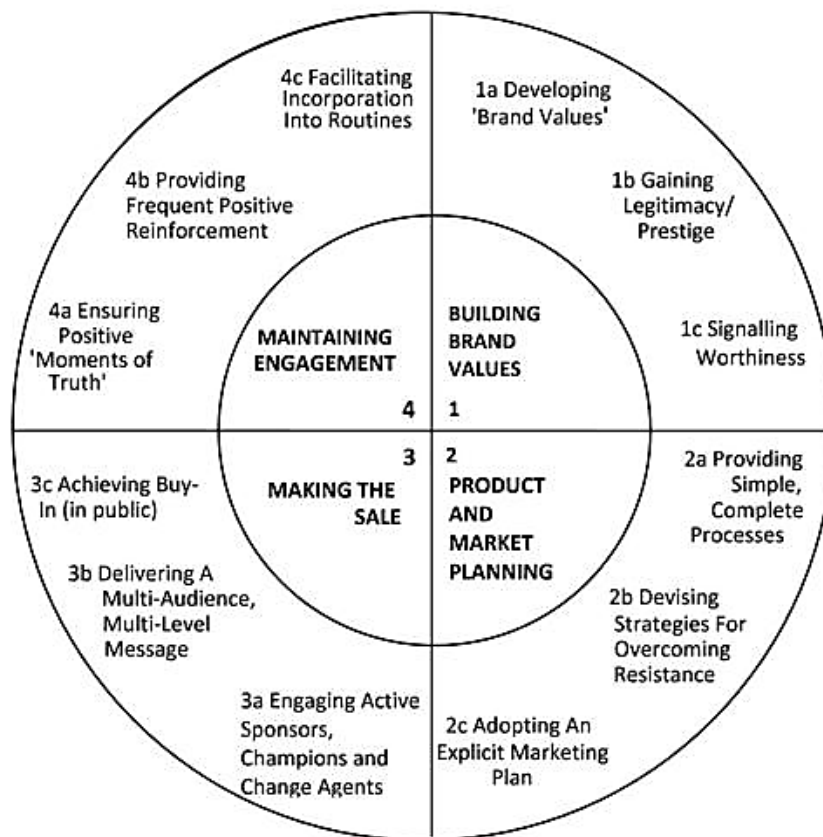 1a Developing
'Brand Values'
1b Gaining
Legitimacy/
Prestige
1c Signalling
Worthiness
BUILDING
BRAND
VALUES
1
2a Providing
Simple,
Complete
Processes
2b Devising
Strategies For
Overcoming
Resistance
2c Adopting An
Explicit Marketing
Plan
2
PRODUCT
AND
MARKET
PLANNING
3a Engaging Active
Sponsors,
Champions and
Change Agents
3b Delivering A
Multi-Audience,
Multi-Level
Message
3c Achieving Buy-
In (in public)
3
MAKING THE
SALE
4a Ensuring
Positive
'Moments of
Truth'
4b Providing
Frequent Positive
Reinforcement
4c Facilitating
Incorporation
Into Routines
MAINTAINING
ENGAGEMENT
4